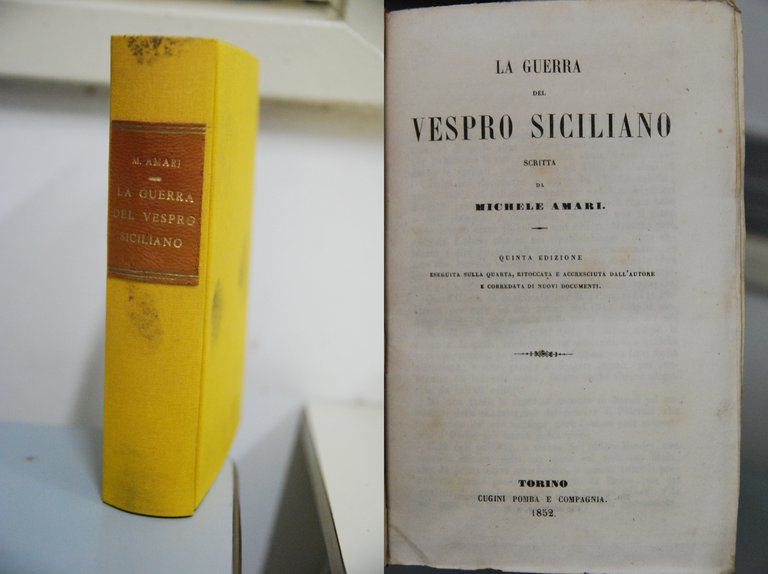 M. AMARI
LA GUERRA
DEL VESPRO
SICILIANO
LA GUERRA
DEL
VESPRO SICILIANO
SCRITTA
DA
MICHELE AMARI.
QUINTA EDIZIONE
ESEGUITA SULLA QUARTA, RITOCCATA E ACCRESCIUTA DALL'AUTORE
E CORREDATA DI NUOVI DOCUMENTI.
TORINO
CUGINI POMBA E COMPAGNIA.
1852.